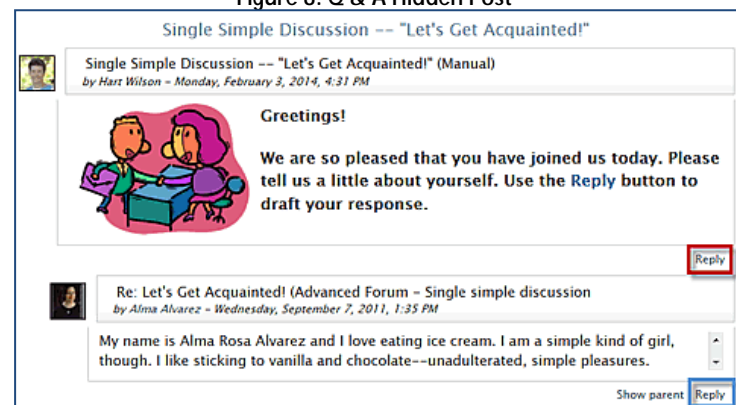 Figure 3: Q & A Hidden Post
Single Simple Discussion -- "Let's Get Acquainted!"
Single Simple Discussion -- "Let's Get Acquainted!" (Manual)
by Hart Wilson - Monday, February 3, 2014, 4:31 PM
Greetings!
We are so pleased that you have joined us today. Please
tell us a little about yourself. Use the Reply button to
draft your response.
Reply
Re: Let's Get Acquainted! (Advanced Forum - Single simple discussion
by Alma Alvarez - Wednesday, September 7, 2011, 1:35 PM
My name is Alma Rosa Alvarez and I love eating ice cream. I am a simple kind of girl,
though. I like sticking to vanilla and chocolate--unadulterated, simple pleasures.
Show parent Reply